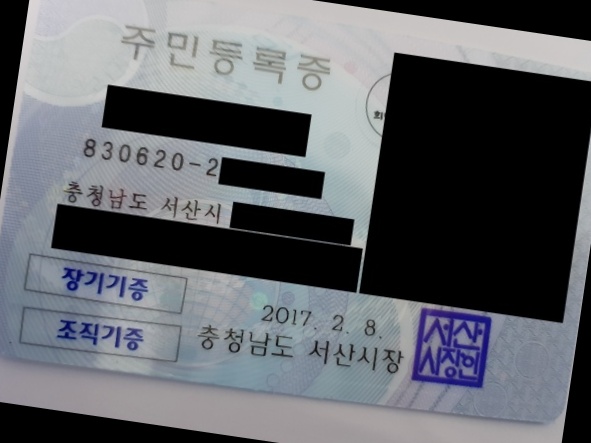 주민등록증
830620-2
충청남도 서산시
장기기증
조직기증
2017. 2. 8.
충청남도 서산시장
서산
시장인